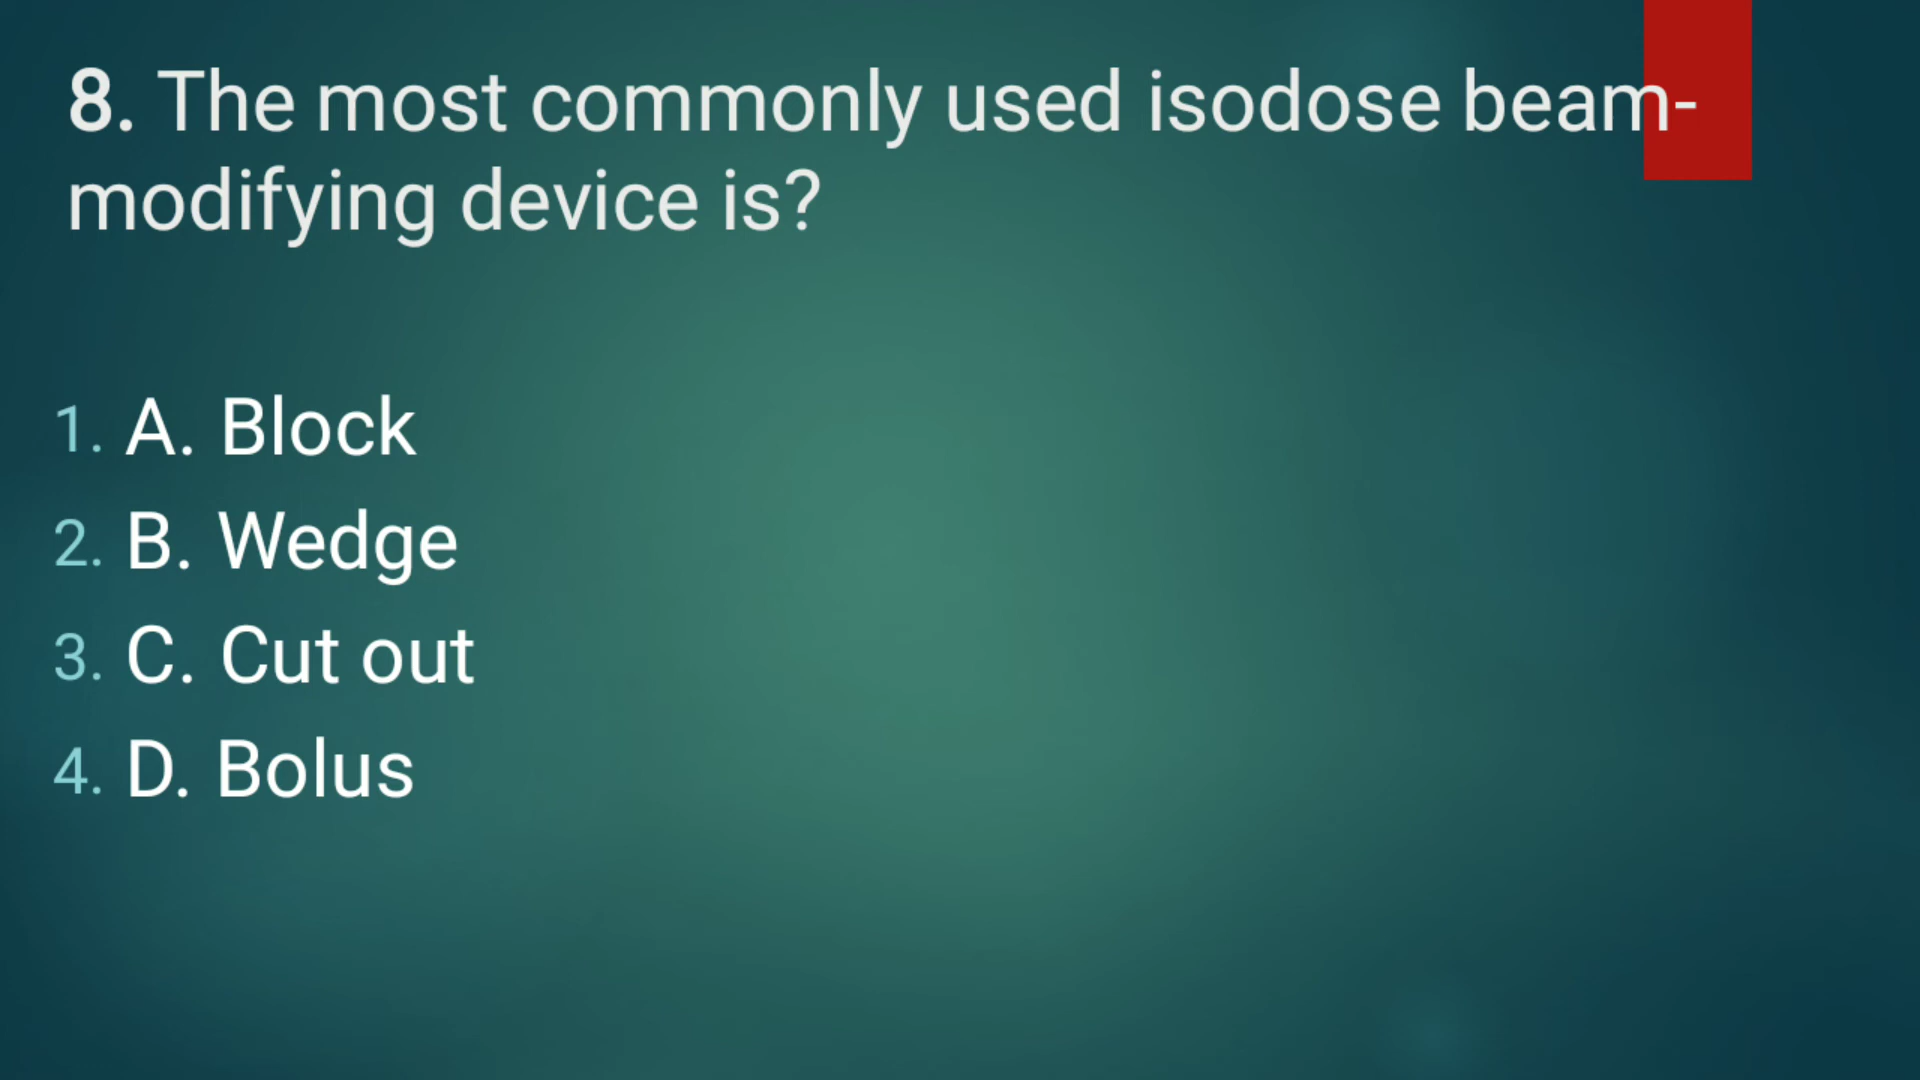 8. The most commonly used isodose beam-
modifying device is?
1. A. Block
2. B. Wedge
3. C. Cut out
4. D. Bolus